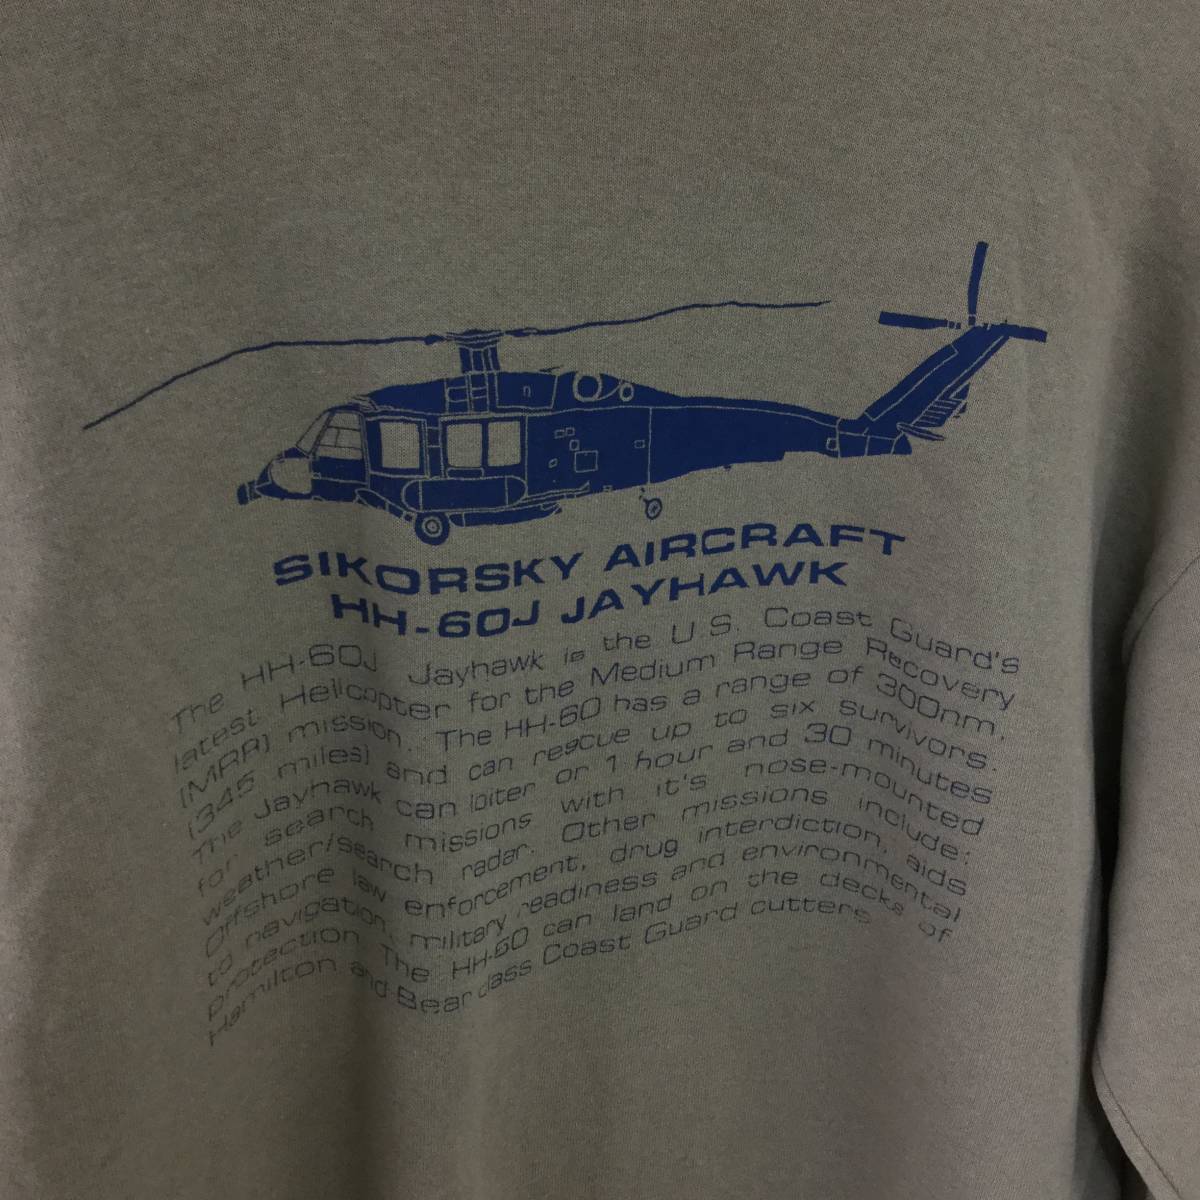 SIKORSKY AIRCRAFT
HH-60J JAYHAWK
The HH-60J Jayhawk is the U.S. Coast Guard's
latest Helicopter for the Medium Range Recovery
(MRR) mission. The HH-60 has a range of 300nm,
(345 miles) and can rescue up to six survivors.
The Jayhawk can loiter or 1 hour and 30 minutes
for search missions with it's nose-mounted
weather/search radar. Other missions include:
Offshore law enforcement, drug interdiction, aids
to navigation, military readiness and environmental
protection The HH-60 can land on the decks of
Hamilton and Bear class Coast Guard cutters